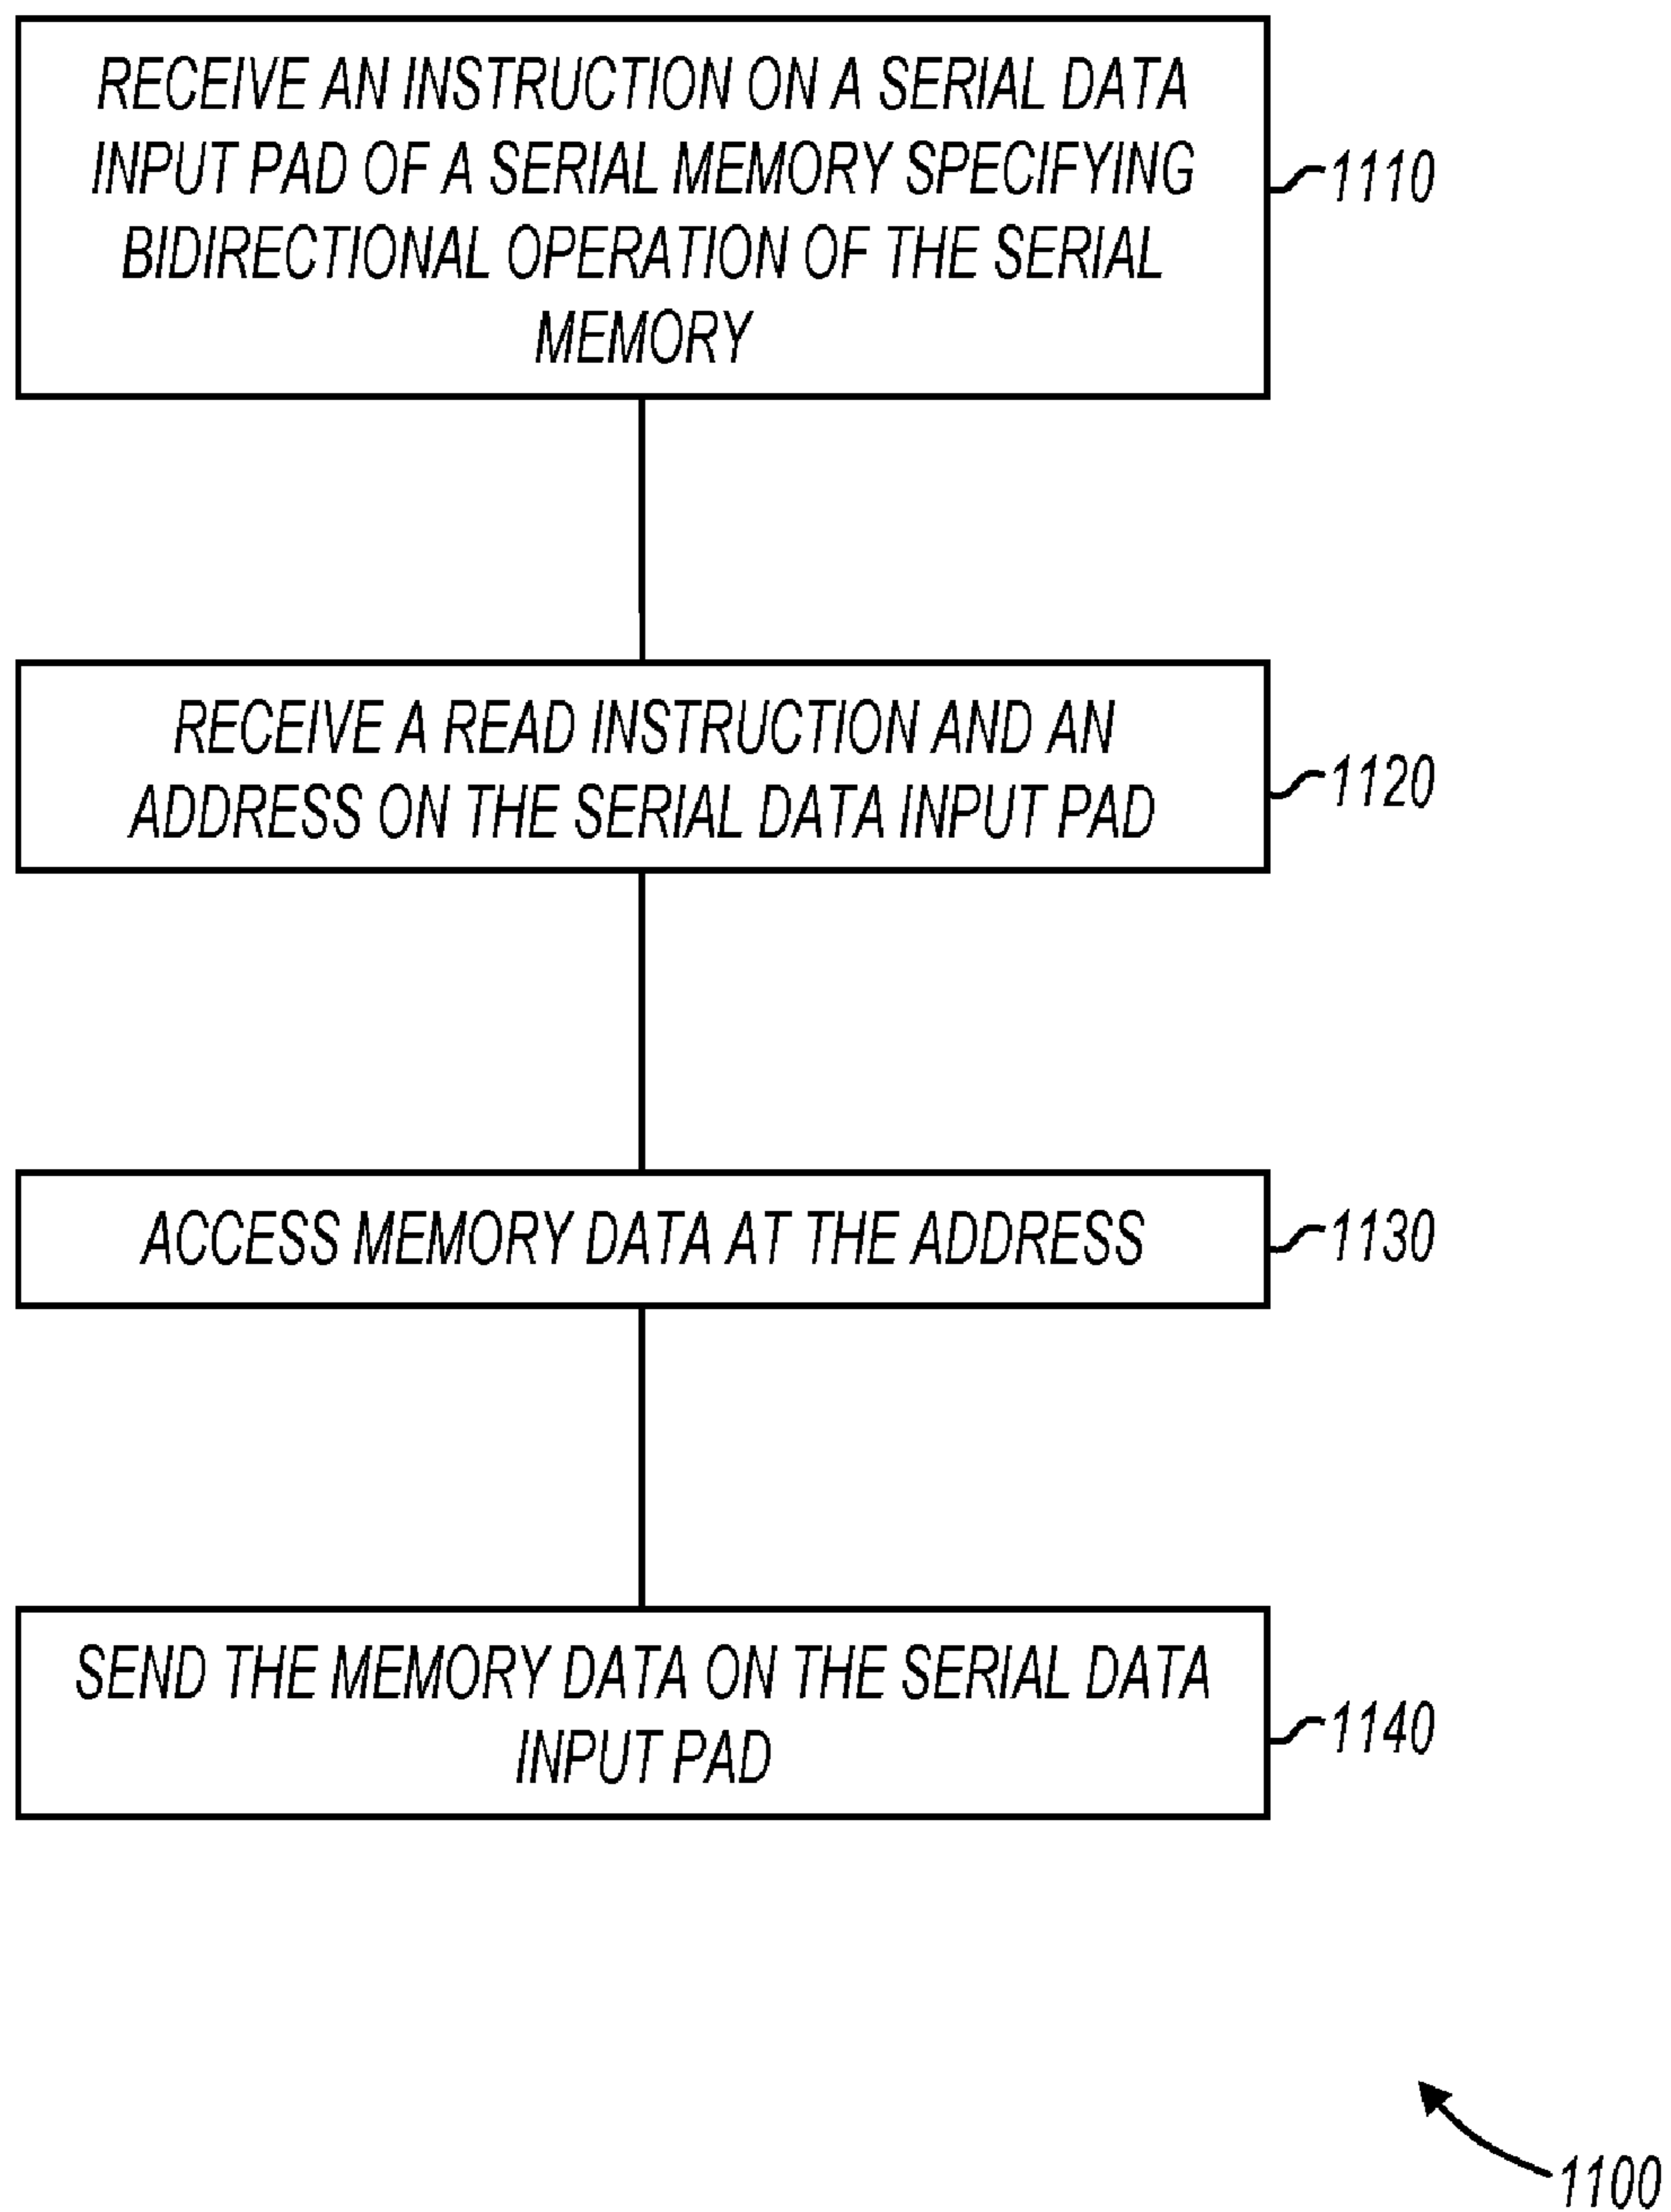 RECEIVE AN INSTRUCTION ON A SERIAL DATA
INPUT PAD OF A SERIAL MEMORY SPECIFYING
BIDIRECTIONAL OPERATION OF THE SERIAL
MEMORY
1110
RECEIVE A READ INSTRUCTION AND AN
ADDRESS ON THE SERIAL DATA INPUT PAD
1120
ACCESS MEMORY DATA AT THE ADDRESS
1130
SEND THE MEMORY DATA ON THE SERIAL DATA
INPUT PAD
1140
1100